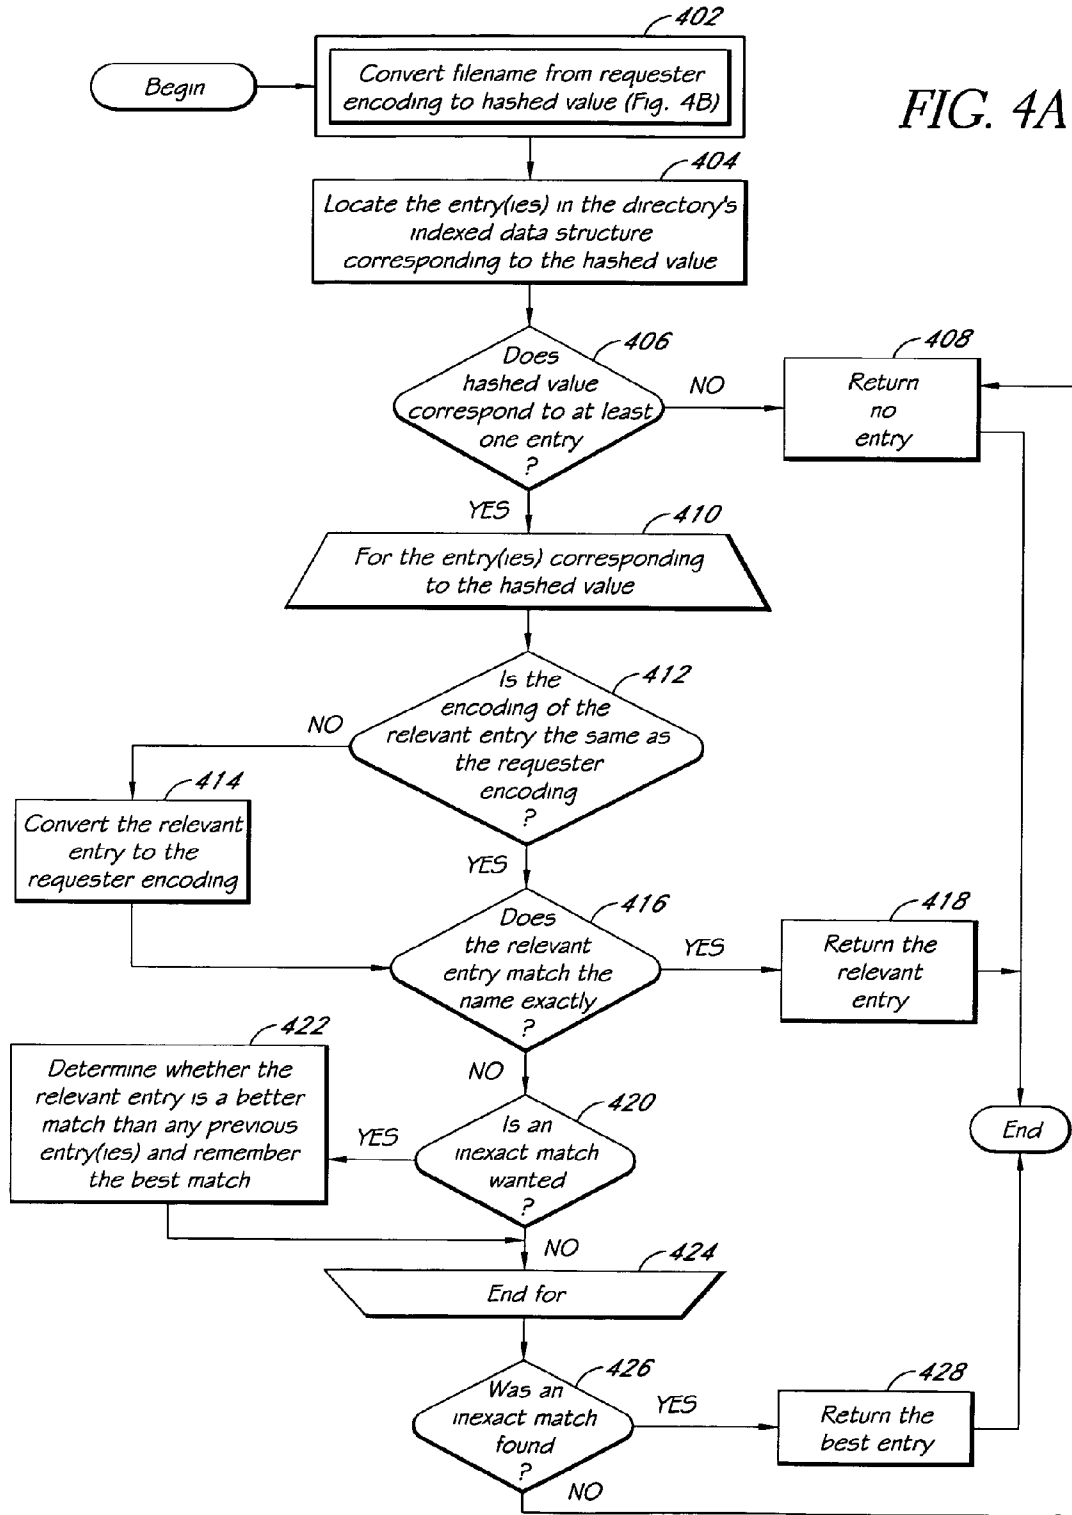 402
Begin
Convert filename from requester
encoding to hashed value (Fig. 4B)
FIG. 4A
404
Locate the entry(ies) in the directory's
indexed data structure
corresponding to the hashed value
406
Does
hashed value
correspond to at least
one entry
?
NO
408
Return
no
entry
YES
410
For the entry(ies) corresponding
to the hashed value
412
Is the
encoding of the
relevant entry the same as
the requester
encoding
?
NO
414
Convert the relevant
entry to the
requester encoding
YES
416
Does
the relevant
entry match the
name exactly
?
YES
418
Return the
relevant
entry
NO
422
Determine whether the
relevant entry is a better
match than any previous
entry(ies) and remember
the best match
420
Is an
inexact match
wanted
?
YES
End
NO
424
End for
426
Was an
inexact match
found
?
YES
428
Return the
best entry
NO